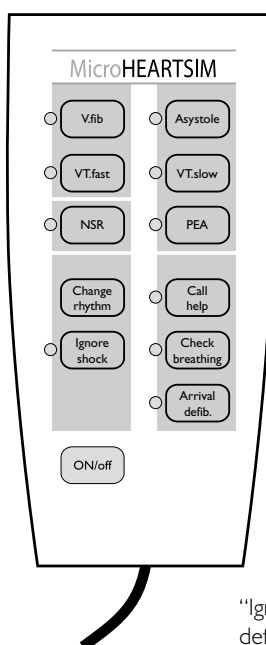 MicroHEARTSIM
V.fib
Asystole
VT.fast
VT.slow
NSR
PEA
Change
rhythm
Call
help
Ignore
shock
Check
breathing
Arrival
defib.
ON/off